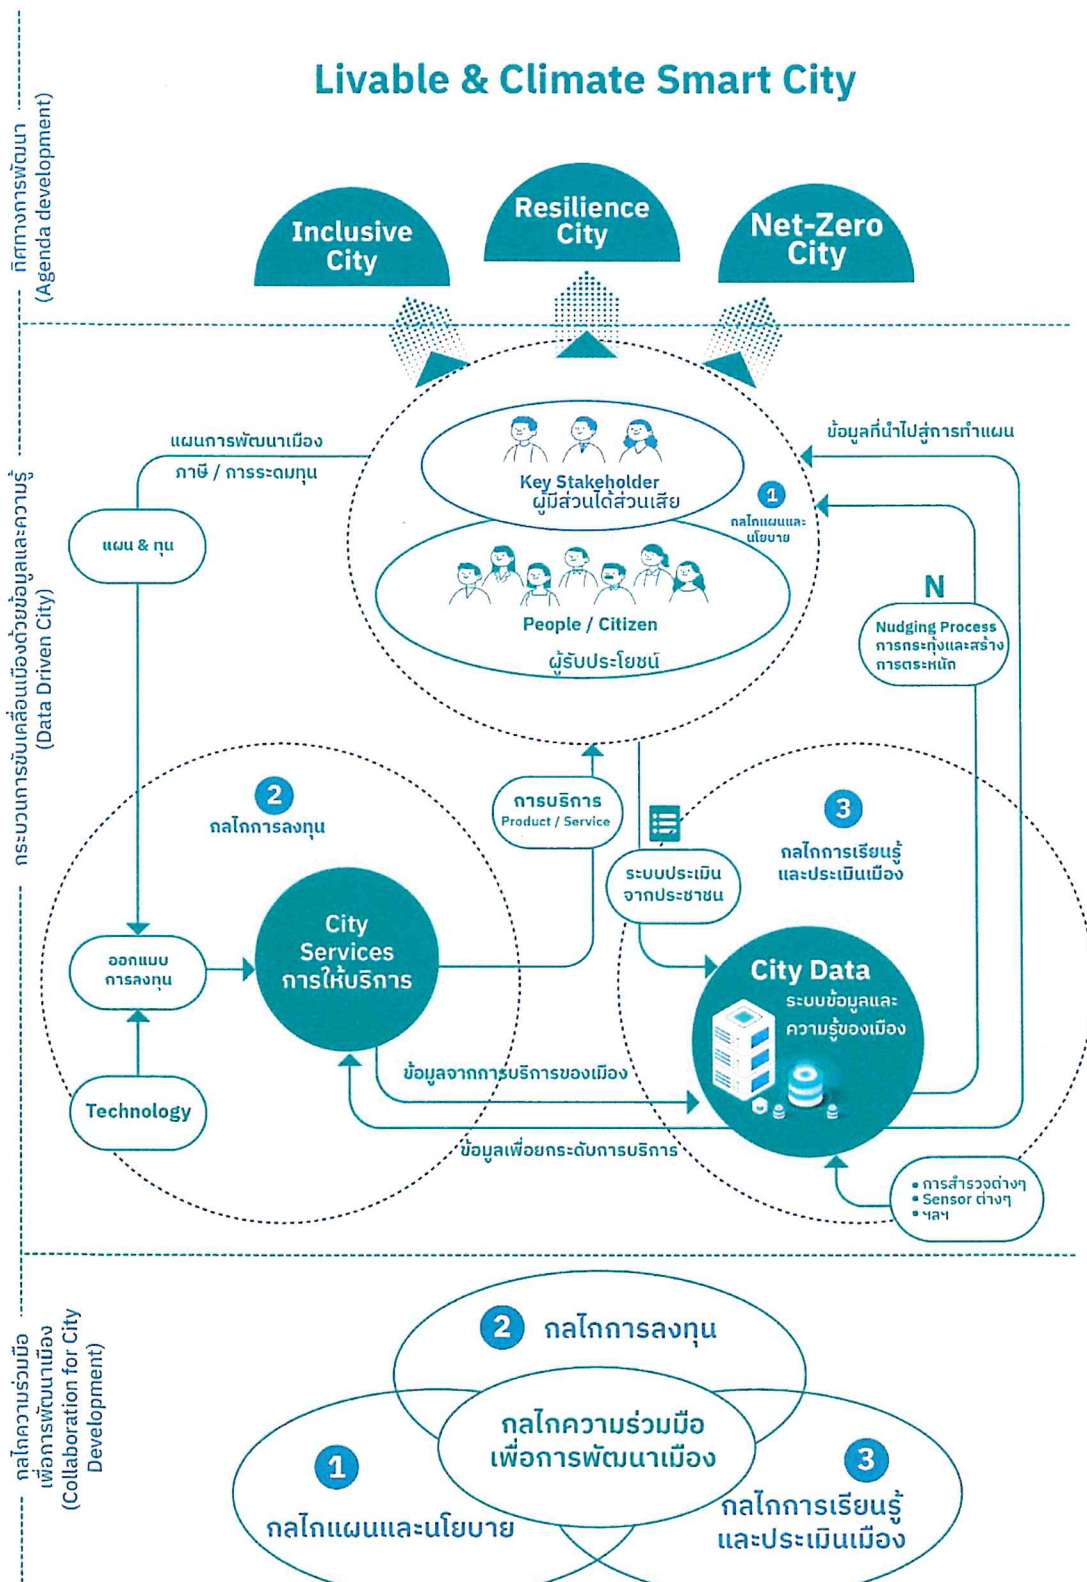 Livable & Climate Smart City
ทิศทางการพัฒนา
(Agenda development)
Inclusive
City
Resilience
City
Net-Zero
City
กระบวนการขับเคลื่อนเมืองด้วยข้อมูลและความรู้
(Data Driven City)
แผนการพัฒนาเมือง
ภาษี / การระดมทุน
แผน & ทุน
Key Stakeholder
ผู้มีส่วนได้ส่วนเสีย
1
กลไกแผนและ
นโยบาย
People / Citizen
ผู้รับประโยชน์
ข้อมูลที่นำไปสู่การทำแผน
N
Nudging Process
การกระตุ้งและสร้าง
การตระหนัก
2
กลไกการลงทุน
การบริการ
Product / Service
ระบบประเมิน
จากประชาชน
3
กลไกการเรียนรู้
และประเมินเมือง
ออกแบบ
การลงทุน
City
Services
การให้บริการ
City Data
ระบบข้อมูลและ
ความรู้ของเมือง
Technology
ข้อมูลจากการบริการของเมือง
ข้อมูลเพื่อยกระดับการบริการ
• การสำรวจต่างๆ
• Sensor ต่างๆ
• ฯลฯ
กลไกความร่วมมือ
เพื่อการพัฒนาเมือง
(Collaboration for City
Development)
2 กลไกการลงทุน
กลไกความร่วมมือ
เพื่อการพัฒนาเมือง
1
กลไกแผนและนโยบาย
3
กลไกการเรียนรู้
และประเมินเมือง